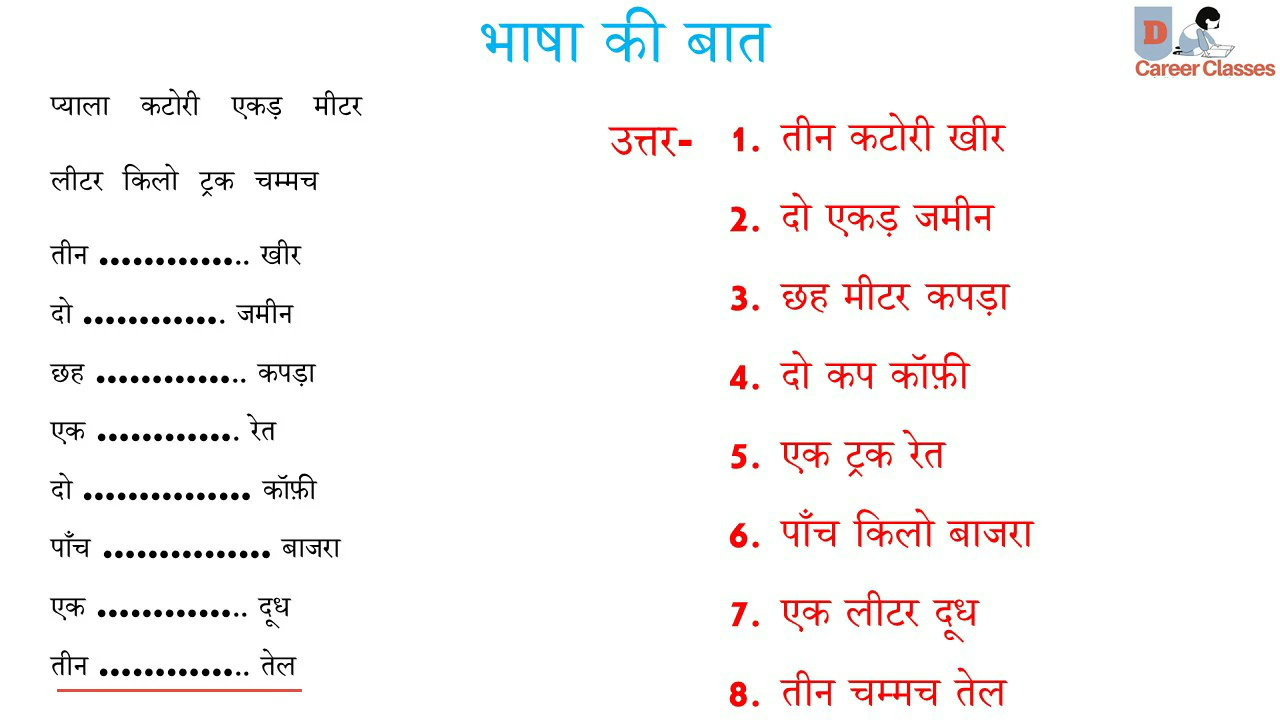 भाषा की बात
D
Career Classes
प्याला कटोरी एकड़ मीटर
लीटर किलो ट्रक चम्मच
तीन ………….. खीर
दो …………. जमीन
छह ………….. कपड़ा
एक …………. रेत
दो …………… कॉफ़ी
पाँच …………… बाजरा
एक ………….. दूध
तीन ………….. तेल
उत्तर- 1. तीन कटोरी खीर
2. दो एकड़ जमीन
3. छह मीटर कपड़ा
4. दो कप कॉफ़ी
5. एक ट्रक रेत
6. पाँच किलो बाजरा
7. एक लीटर दूध
8. तीन चम्मच तेल